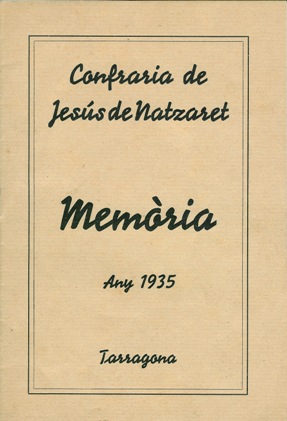 Confraria de
Jesús de Natzaret
Memòria
Any 1935
Tarragona